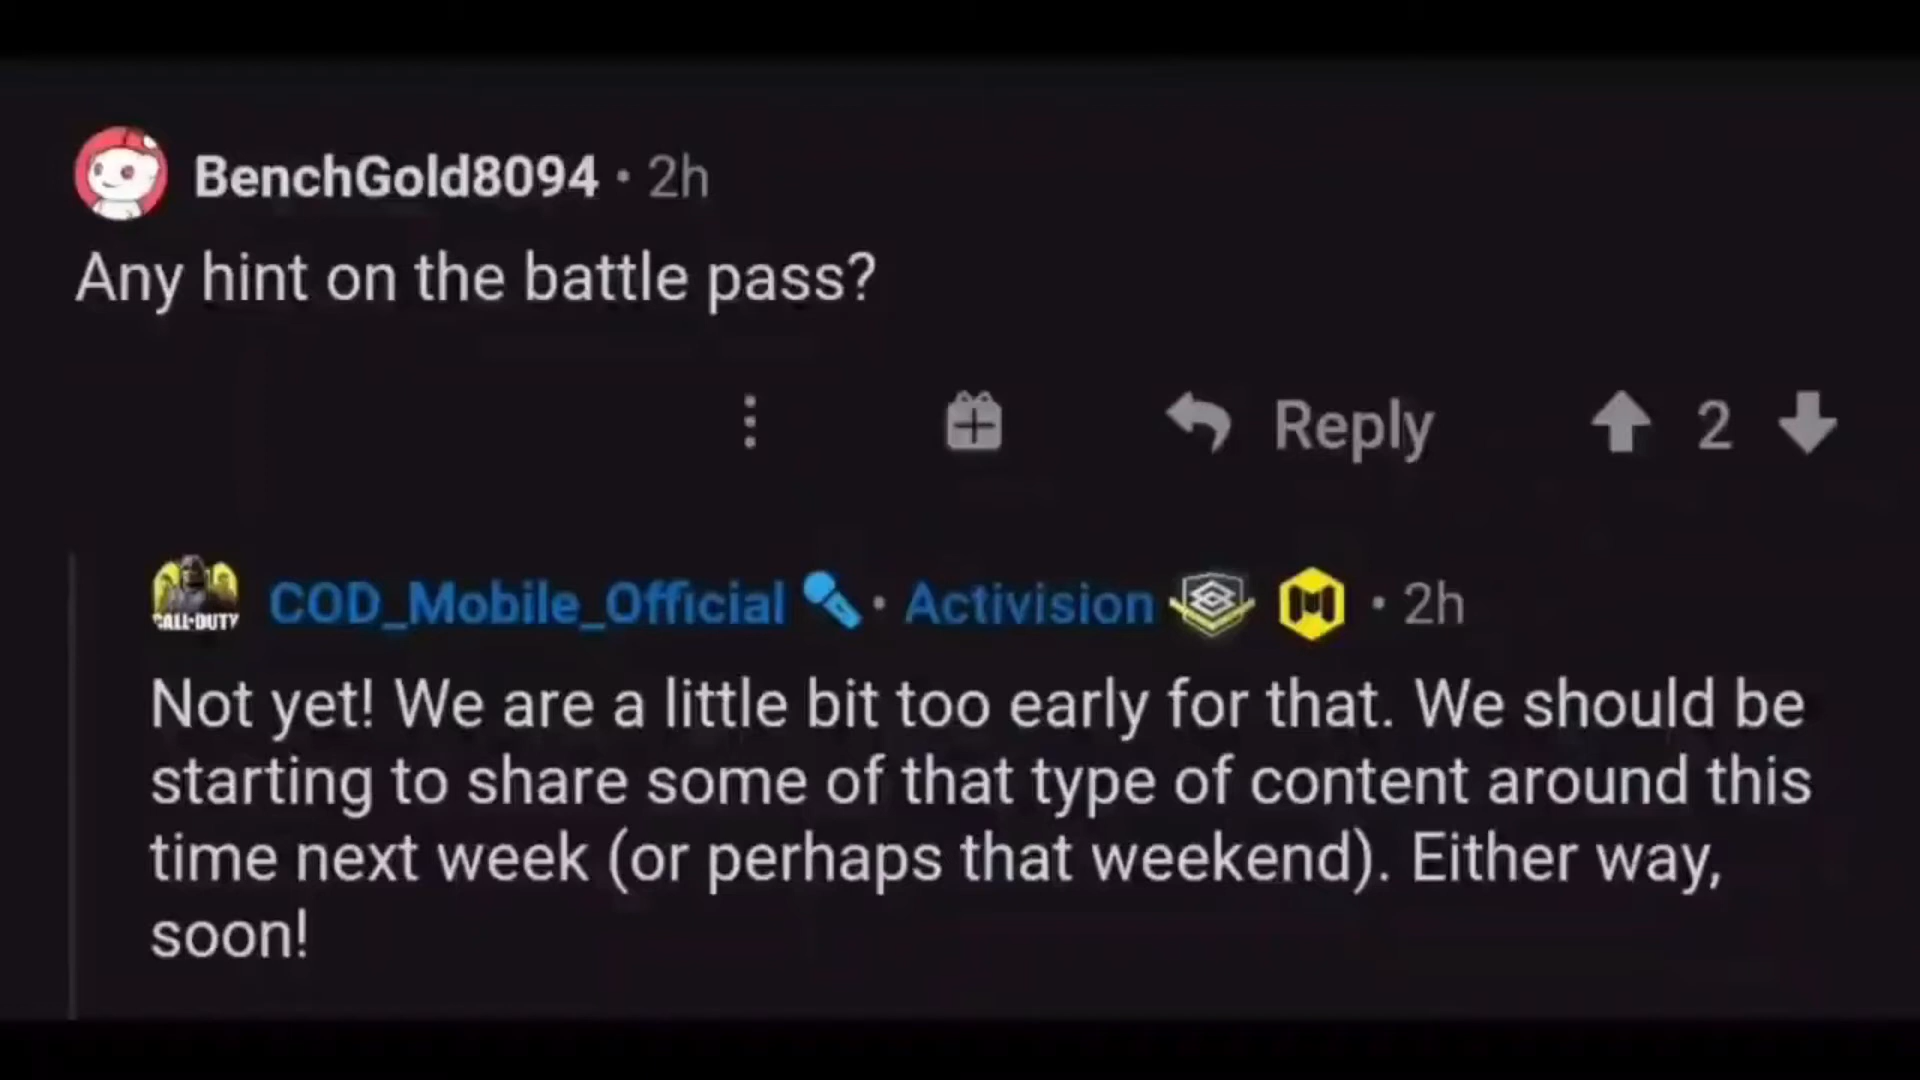 BenchGold8094 · 2h
Any hint on the battle pass?
Reply 2
CALL·DUTY
COD_Mobile_Official · Activision · 2h
Not yet! We are a little bit too early for that. We should be
starting to share some of that type of content around this
time next week (or perhaps that weekend). Either way,
soon!